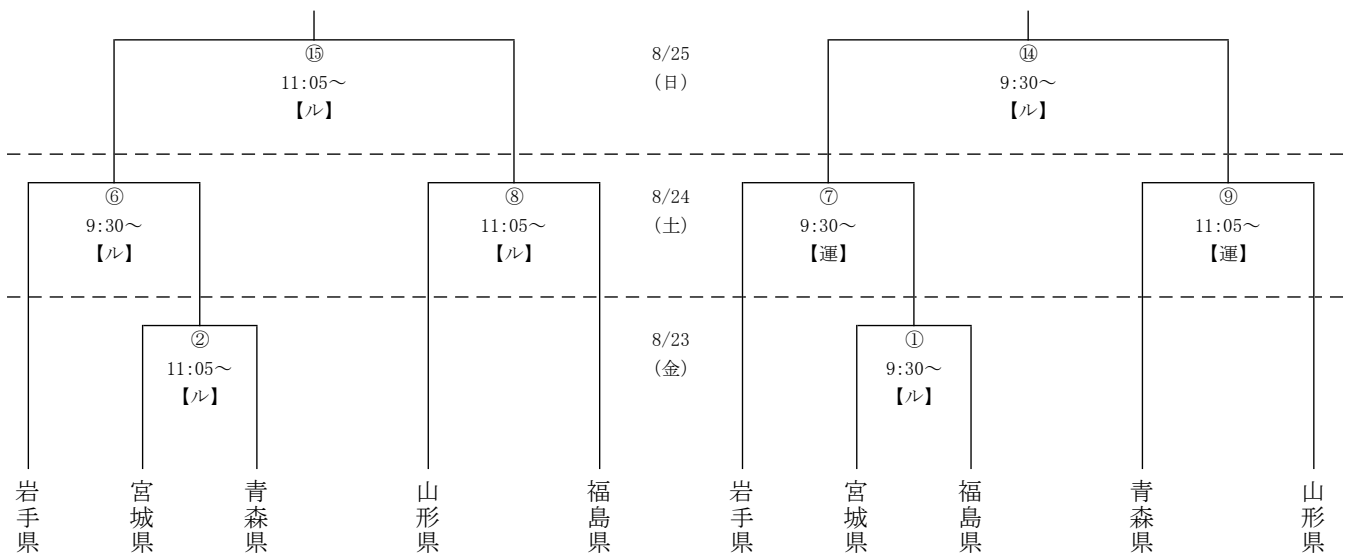 ⑮
11:05～
【ル】
8/25
(日)
⑭
9:30～
【ル】
⑥
9:30～
【ル】
⑧
11:05～
【ル】
8/24
(土)
⑦
9:30～
【運】
⑨
11:05～
【運】
②
11:05～
【ル】
8/23
(金)
①
9:30～
【ル】
岩手県
宮城県
青森県
山形県
福島県
岩手県
宮城県
福島県
青森県
山形県